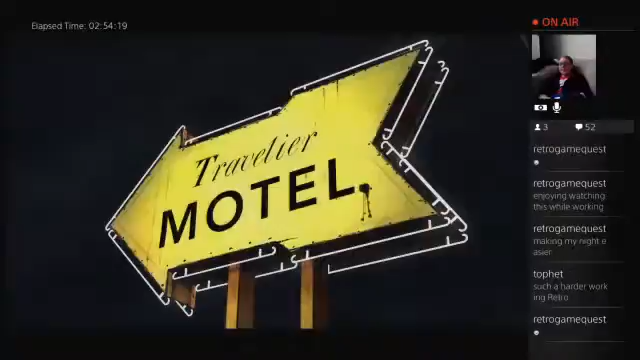 Elapsed Time: 02:54:19
ON AIR
Travelier
MOTEL
3
52
retrogamequest
retrogamequest
enjoying watching
this while working
retrogamequest
making my night e
asier
tophet
such a harder work
ing Retro
retrogamequest